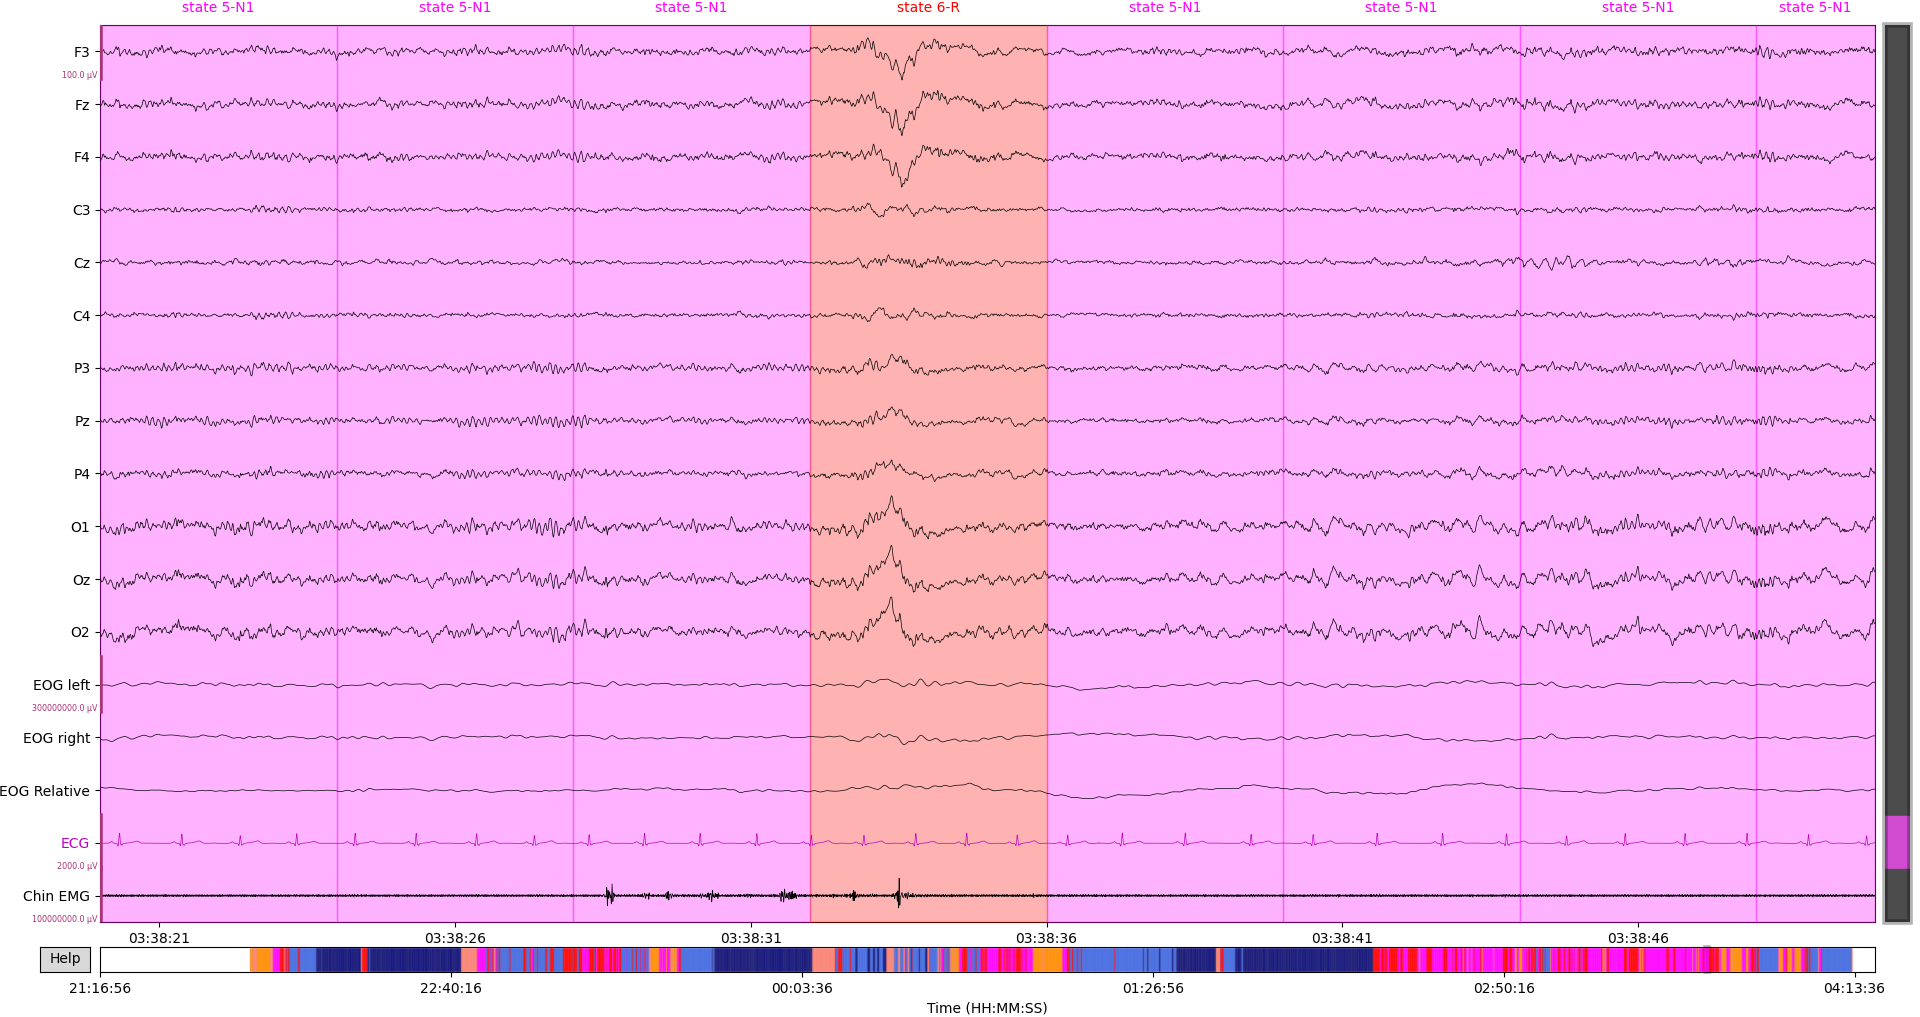 state 5-N1 state 5-N1 state 5-N1 state 6-R state 5-N1 state 5-N1 state 5-N1 state 5-N1
F3
100.0 µV
Fz
F4
C3
Cz
C4
P3
Pz
P4
O1
Oz
O2
EOG left
300000000.0 µV
EOG right
EOG Relative
ECG
2000.0 µV
Chin EMG
100000000.0 µV
03:38:21 03:38:26 03:38:31 03:38:36 03:38:41 03:38:46
Help
21:16:56 22:40:16 00:03:36 01:26:56 02:50:16 04:13:36
Time (HH:MM:SS)